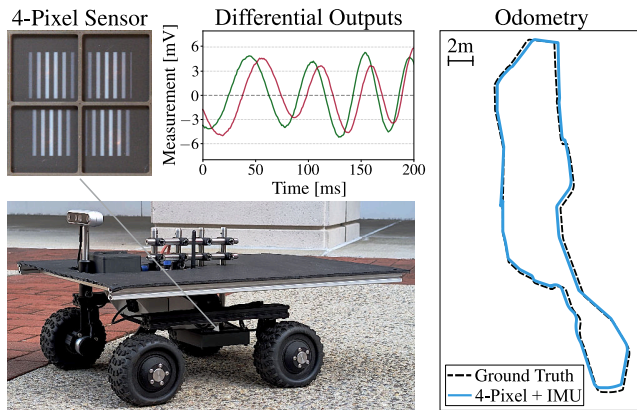 4-Pixel Sensor
Differential Outputs
Measurement [mV]
6
3
0
−3
−6
0
50
100
150
200
Time [ms]
Odometry
2m
Ground Truth
4-Pixel + IMU